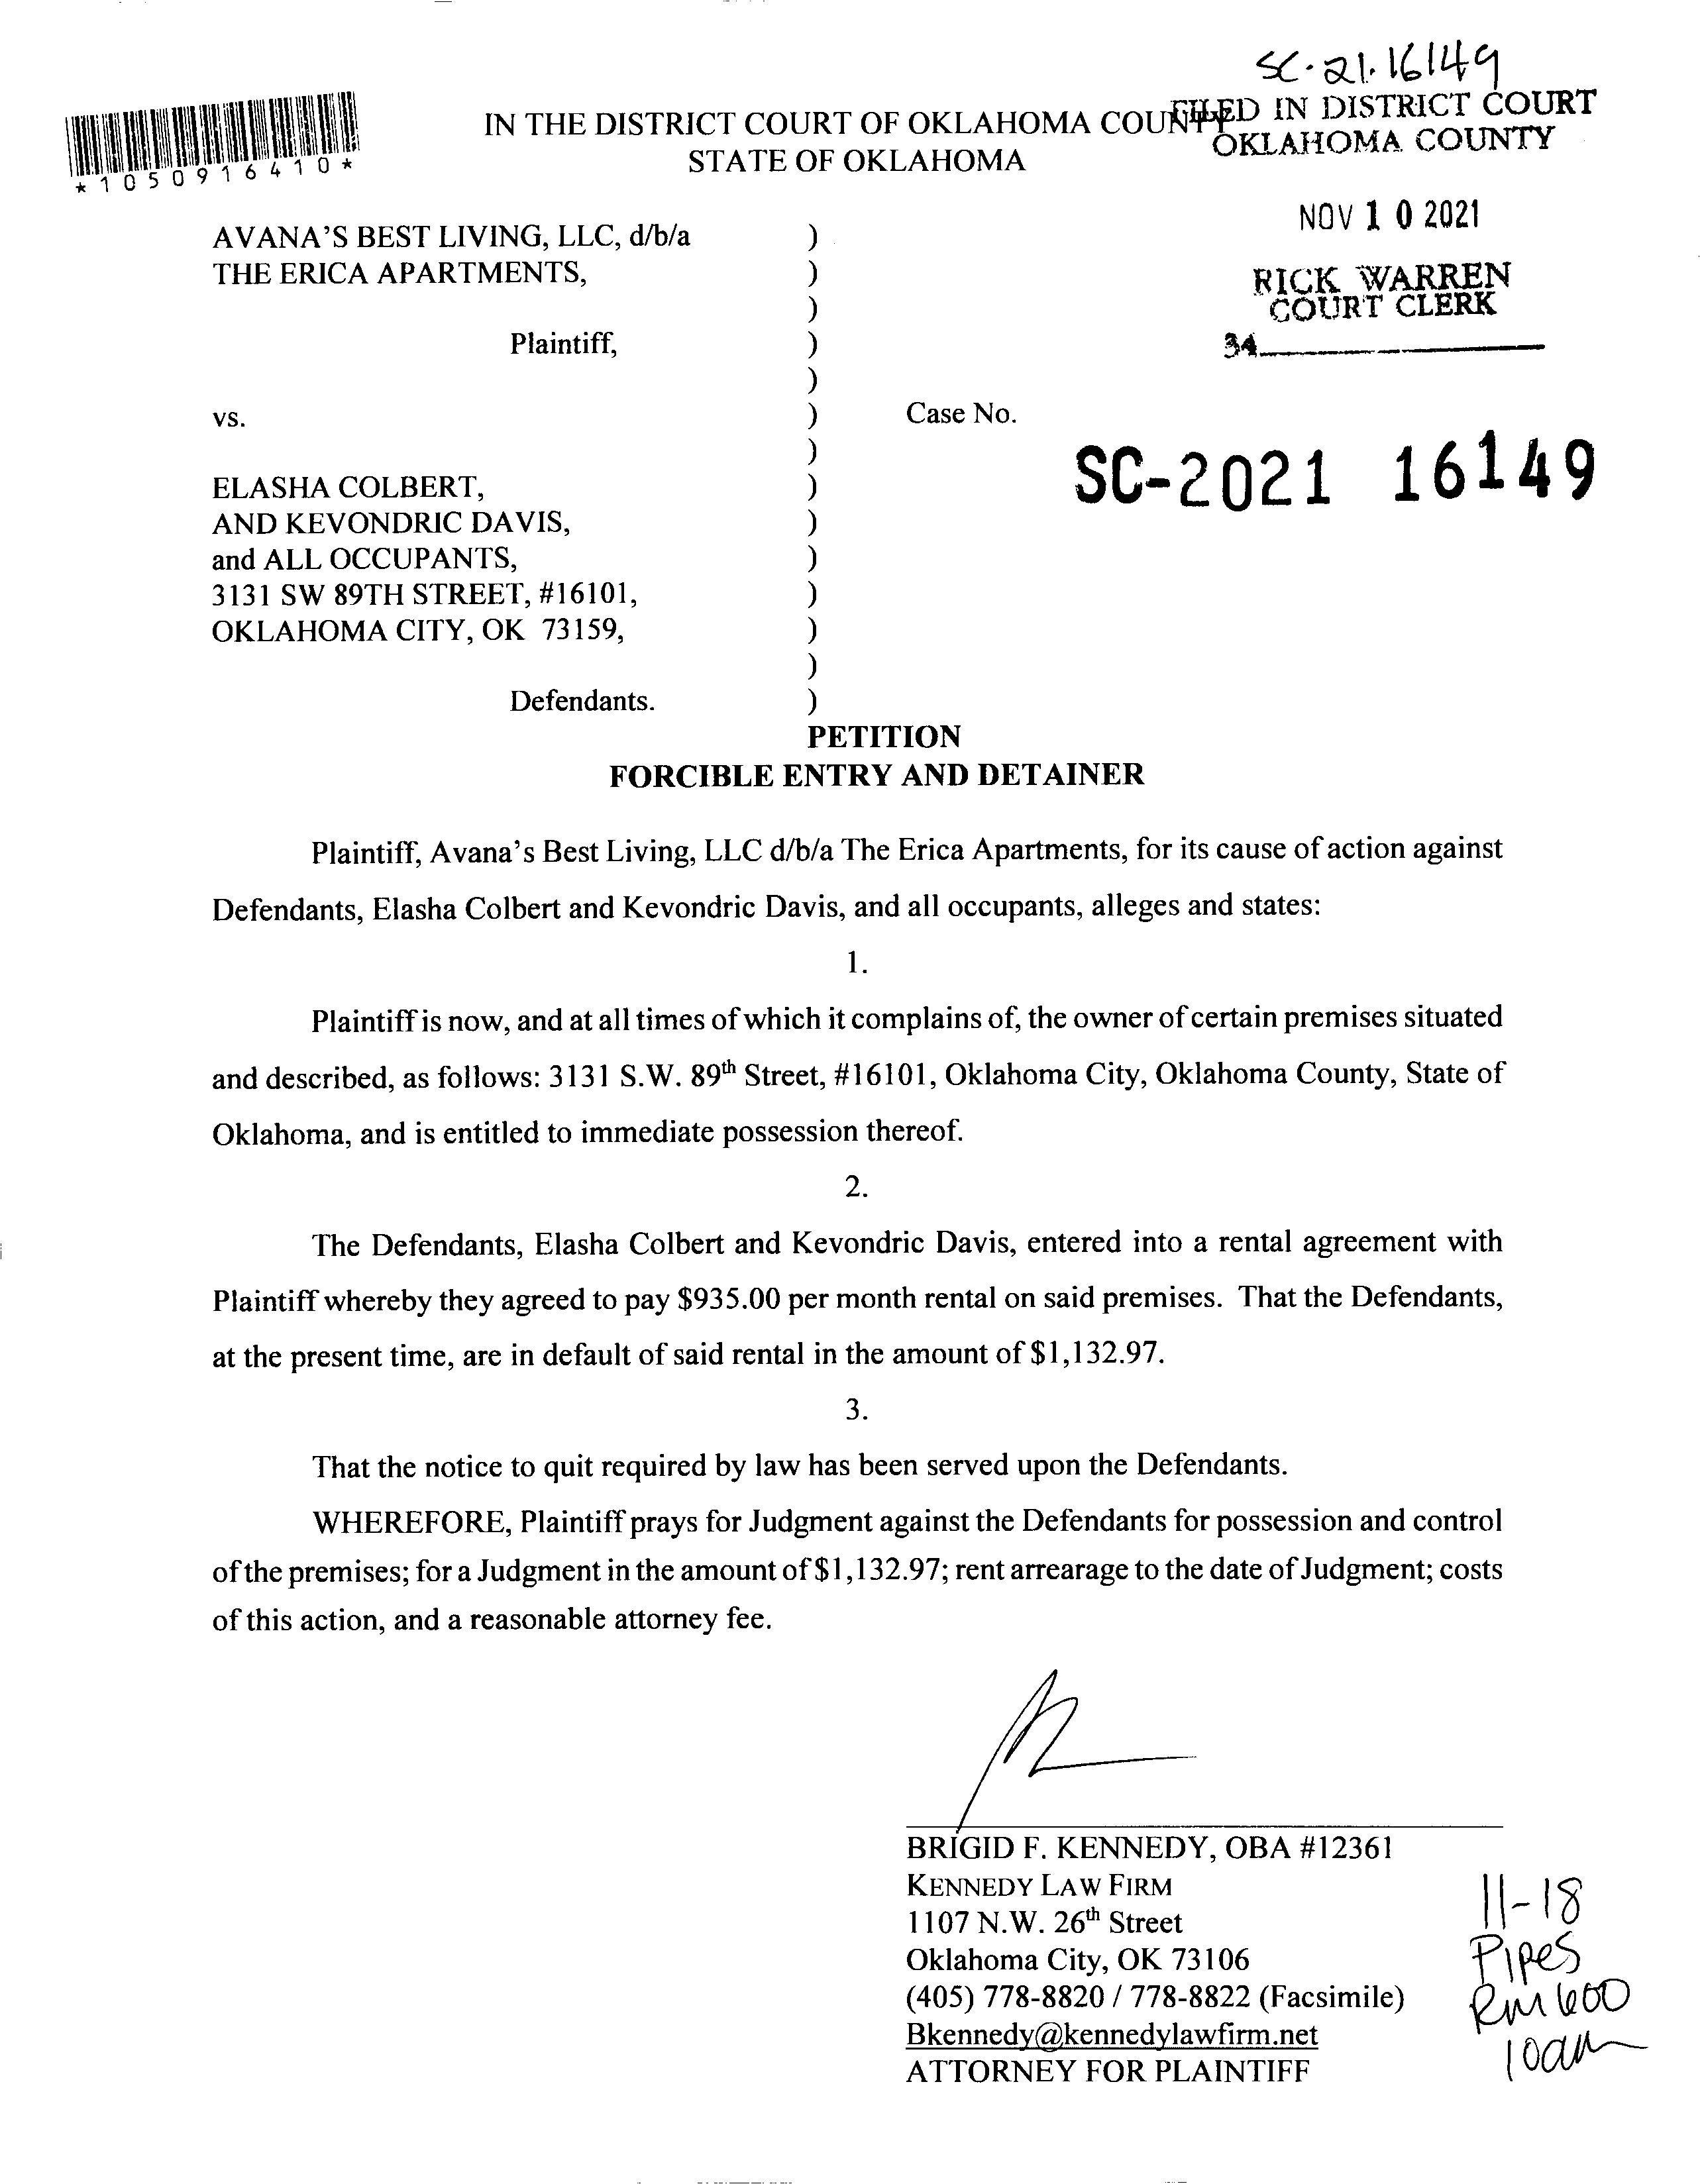 SC-21-16149
*1050916410*
IN THE DISTRICT COURT OF OKLAHOMA COUNTY
STATE OF OKLAHOMA
FILED IN DISTRICT COURT
OKLAHOMA COUNTY
NOV 10 2021
RICK WARREN
COURT CLERK
34
AVANA'S BEST LIVING, LLC, d/b/a )
THE ERICA APARTMENTS, )
)
Plaintiff, )
)
vs. ) Case No.
)
SC-2021 16149
ELASHA COLBERT, )
AND KEVONDRIC DAVIS, )
and ALL OCCUPANTS, )
3131 SW 89TH STREET, #16101, )
OKLAHOMA CITY, OK 73159, )
)
Defendants. )
PETITION
FORCIBLE ENTRY AND DETAINER
Plaintiff, Avana's Best Living, LLC d/b/a The Erica Apartments, for its cause of action against
Defendants, Elasha Colbert and Kevondric Davis, and all occupants, alleges and states:
1.
Plaintiff is now, and at all times of which it complains of, the owner of certain premises situated
and described, as follows: 3131 S.W. 89th Street, #16101, Oklahoma City, Oklahoma County, State of
Oklahoma, and is entitled to immediate possession thereof.
2.
The Defendants, Elasha Colbert and Kevondric Davis, entered into a rental agreement with
Plaintiff whereby they agreed to pay $935.00 per month rental on said premises. That the Defendants,
at the present time, are in default of said rental in the amount of $1,132.97.
3.
That the notice to quit required by law has been served upon the Defendants.
WHEREFORE, Plaintiff prays for Judgment against the Defendants for possession and control
of the premises; for a Judgment in the amount of $1,132.97; rent arrearage to the date of Judgment; costs
of this action, and a reasonable attorney fee.
BRIGID F. KENNEDY, OBA #12361
KENNEDY LAW FIRM
1107 N.W. 26th Street
Oklahoma City, OK 73106
(405) 778-8820 / 778-8822 (Facsimile)
Bkennedy@kennedylawfirm.net
ATTORNEY FOR PLAINTIFF
11-18
Pipes
Rm 600
10am